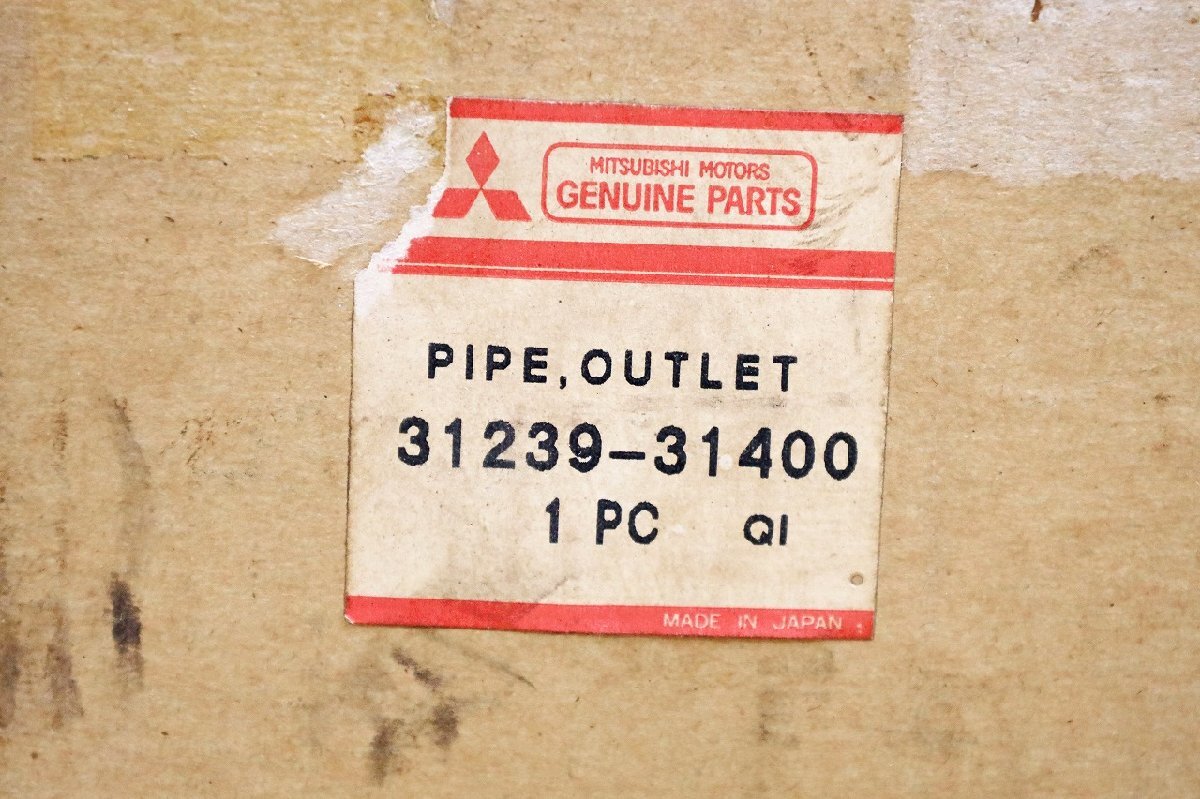 MITSUBISHI MOTORS
GENUINE PARTS
PIPE, OUTLET
31239-31400
1 PC QI
MADE IN JAPAN